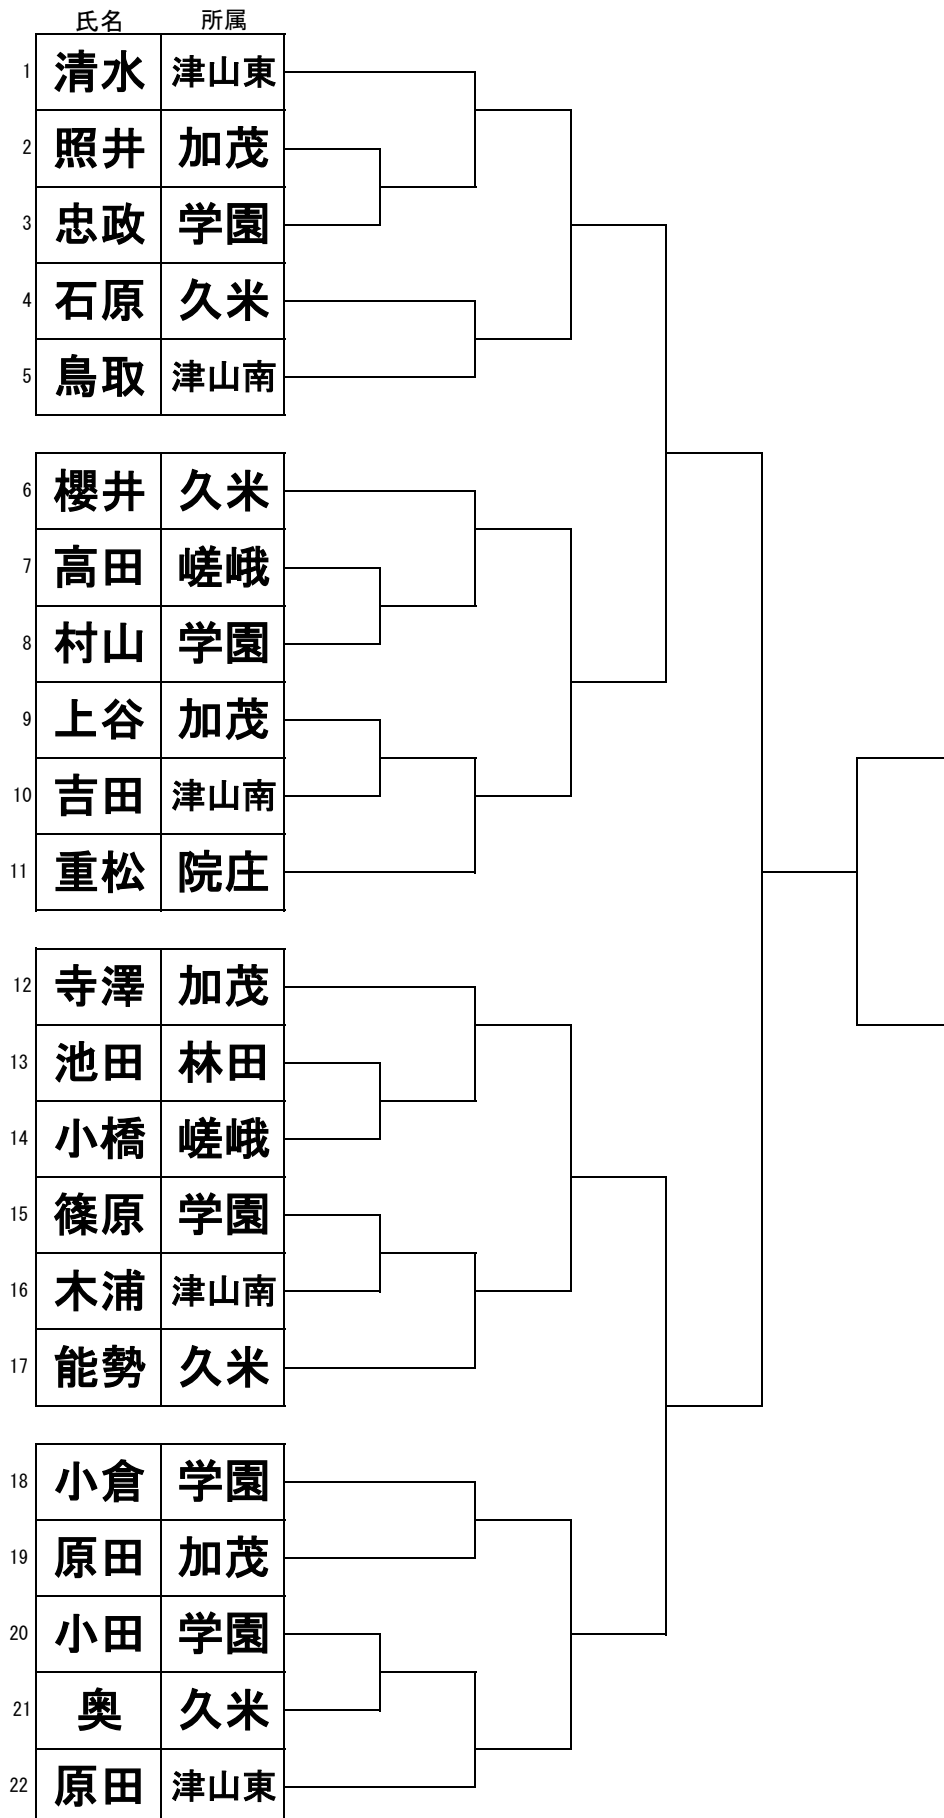 氏名 所属
1 清水 津山東
2 照井 加茂
3 忠政 学園
4 石原 久米
5 鳥取 津山南
6 櫻井 久米
7 高田 嵯峨
8 村山 学園
9 上谷 加茂
10 吉田 津山南
11 重松 院庄
12 寺澤 加茂
13 池田 林田
14 小橋 嵯峨
15 篠原 学園
16 木浦 津山南
17 能勢 久米
18 小倉 学園
19 原田 加茂
20 小田 学園
21 奥 久米
22 原田 津山東